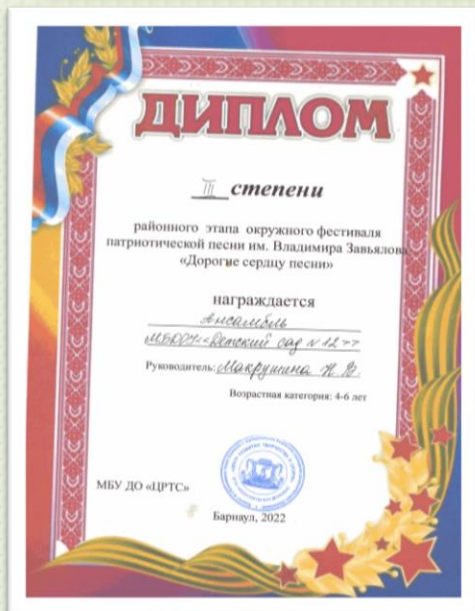 ДИПЛОМ
III степени
районного этапа окружного фестиваля
патриотической песни им. Владимира Завьялова
«Дорогие сердцу песни»
награждается
Ансамбль
МБДОУ «Детский сад №
Руководитель: Макрушина Н. В.
Возрастная категория: 4-6 лет
МБУ ДО «ЦРТС»
Барнаул, 2022